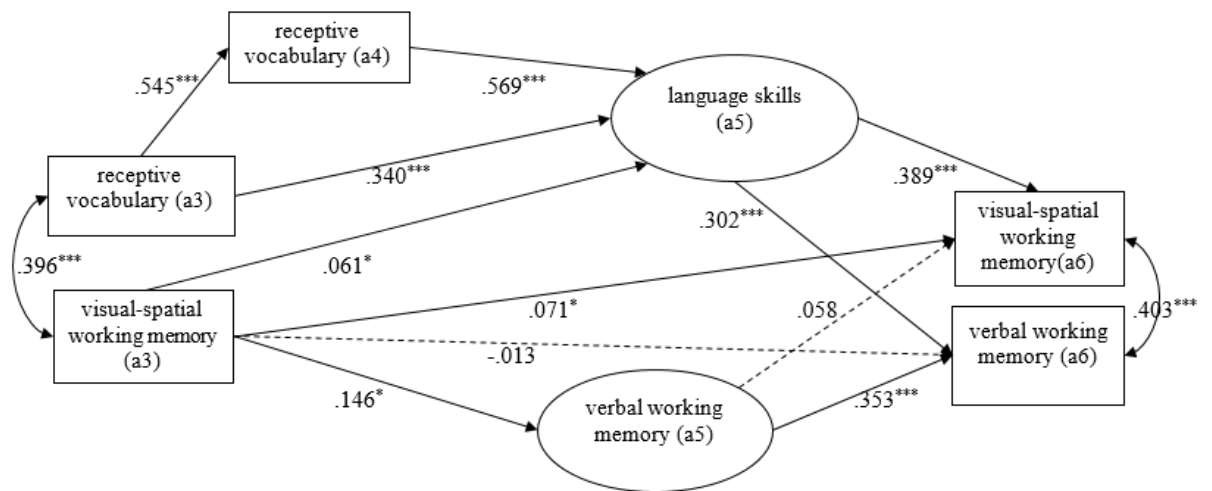 receptive
vocabulary (a4)
.545***
.569***
language skills
(a5)
receptive
vocabulary (a3)
.340***
.389***
.302***
visual-spatial
working
memory(a6)
.396***
.061*
visual-spatial
working memory
(a3)
.071*
.058
.403***
verbal working
memory (a6)
-.013
.146*
verbal working
memory (a5)
.353***